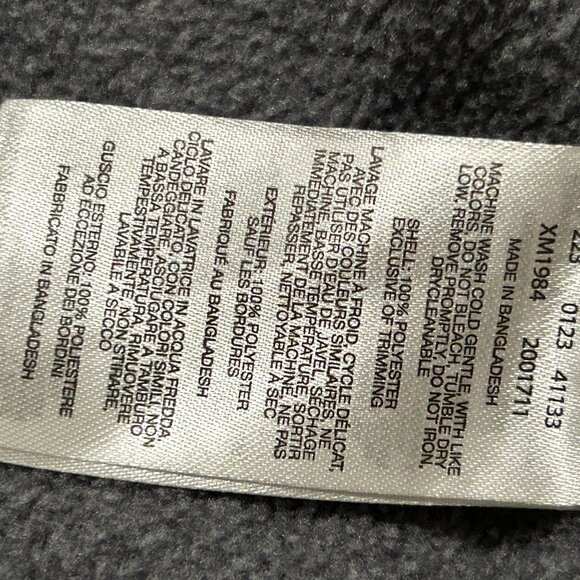 223 0123 41133
XM1984 2001711
MADE IN BANGLADESH
MACHINE WASH COLD GENTLE, WITH LIKE
COLORS, DO NOT BLEACH, TUMBLE DRY
LOW, REMOVE PROMPTLY, DO NOT IRON,
DRYCLEANABLE
SHELL: 100% POLYESTER
EXCLUSIVE OF TRIMMING
LAVAGE MACHINE À FROID, CYCLE DÉLICAT,
AVEC DES COULEURS SIMILAIRES, NE
PAS UTILISER D'EAU DE JAVEL, SÉCHAGE
MACHINE, BASSE TEMPÉRATURE, SORTIR
IMMÉDIATEMENT DE LA MACHINE, NE PAS
REPASSER, NETTOYABLE À SEC
EXTERIEUR: 100% POLYESTER
SAUF LES BORDURES
FABRIQUÉ AU BANGLADESH
LAVARE IN LAVATRICE IN ACQUA FREDDA
CICLO DELICATO, CON COLORI SIMILI, NON
CANDEGGIARE, ASCIUGARE A TAMBURO
A BASSA TEMPERATURA, RIMUOVERE
TEMPESTIVAMENTE, NON STIRARE,
LAVABILE A SECCO
GUSCIO ESTERNO, 100% POLIESTERE
AD ECCEZIONE DEI BORDINI
FABBRICATO IN BANGLADESH